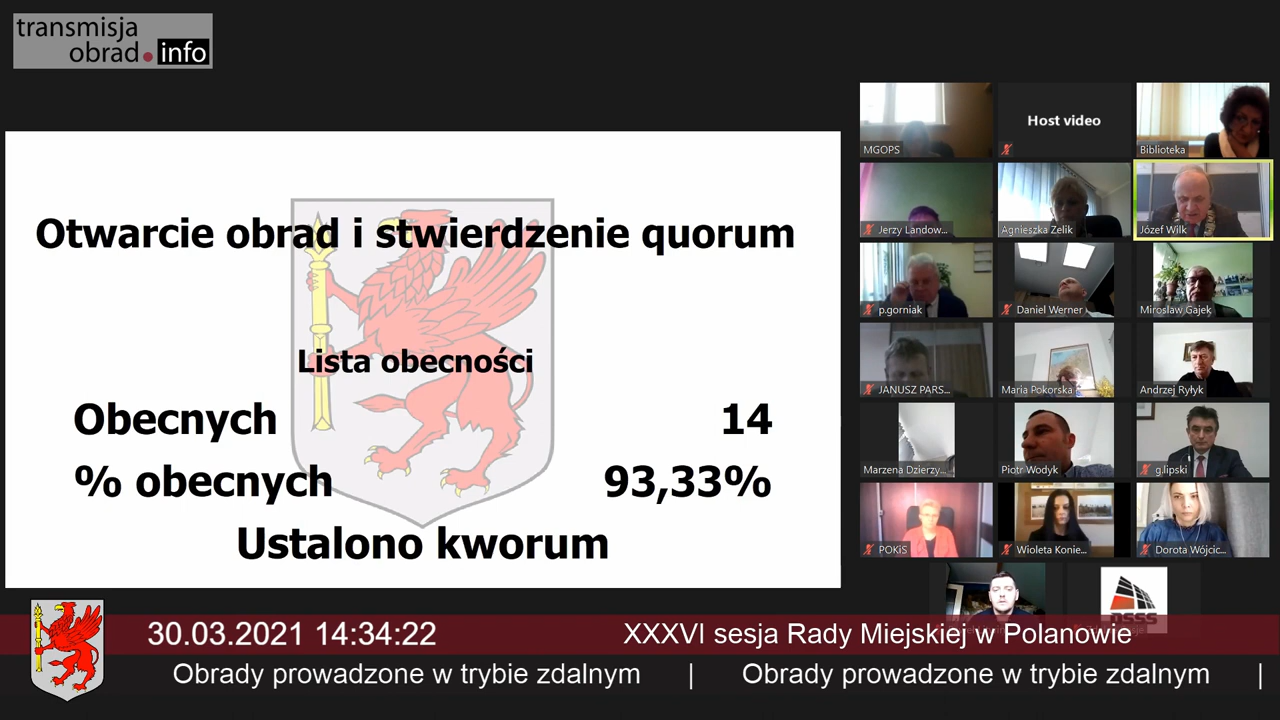 transmisja
obrad.info
Otwarcie obrad i stwierdzenie quorum
Lista obecności
Obecnych 14
% obecnych 93,33%
Ustalono kworum
MGOPS
Host video
Biblioteka
Jerzy Landow...
Agnieszka Zelik
Józef Wilk
p.gorniak
Daniel Werner
Miroslaw Gajek
JANUSZ PARS...
Maria Pokorska
Andrzej Ryłyk
Marzena Dzierzy...
Piotr Wodyk
g.lipski
POKiS
Wioleta Konie...
Dorota Wójcic...
30.03.2021 14:34:22
XXXVI sesja Rady Miejskiej w Polanowie
Obrady prowadzone w trybie zdalnym | Obrady prowadzone w trybie zdalnym |